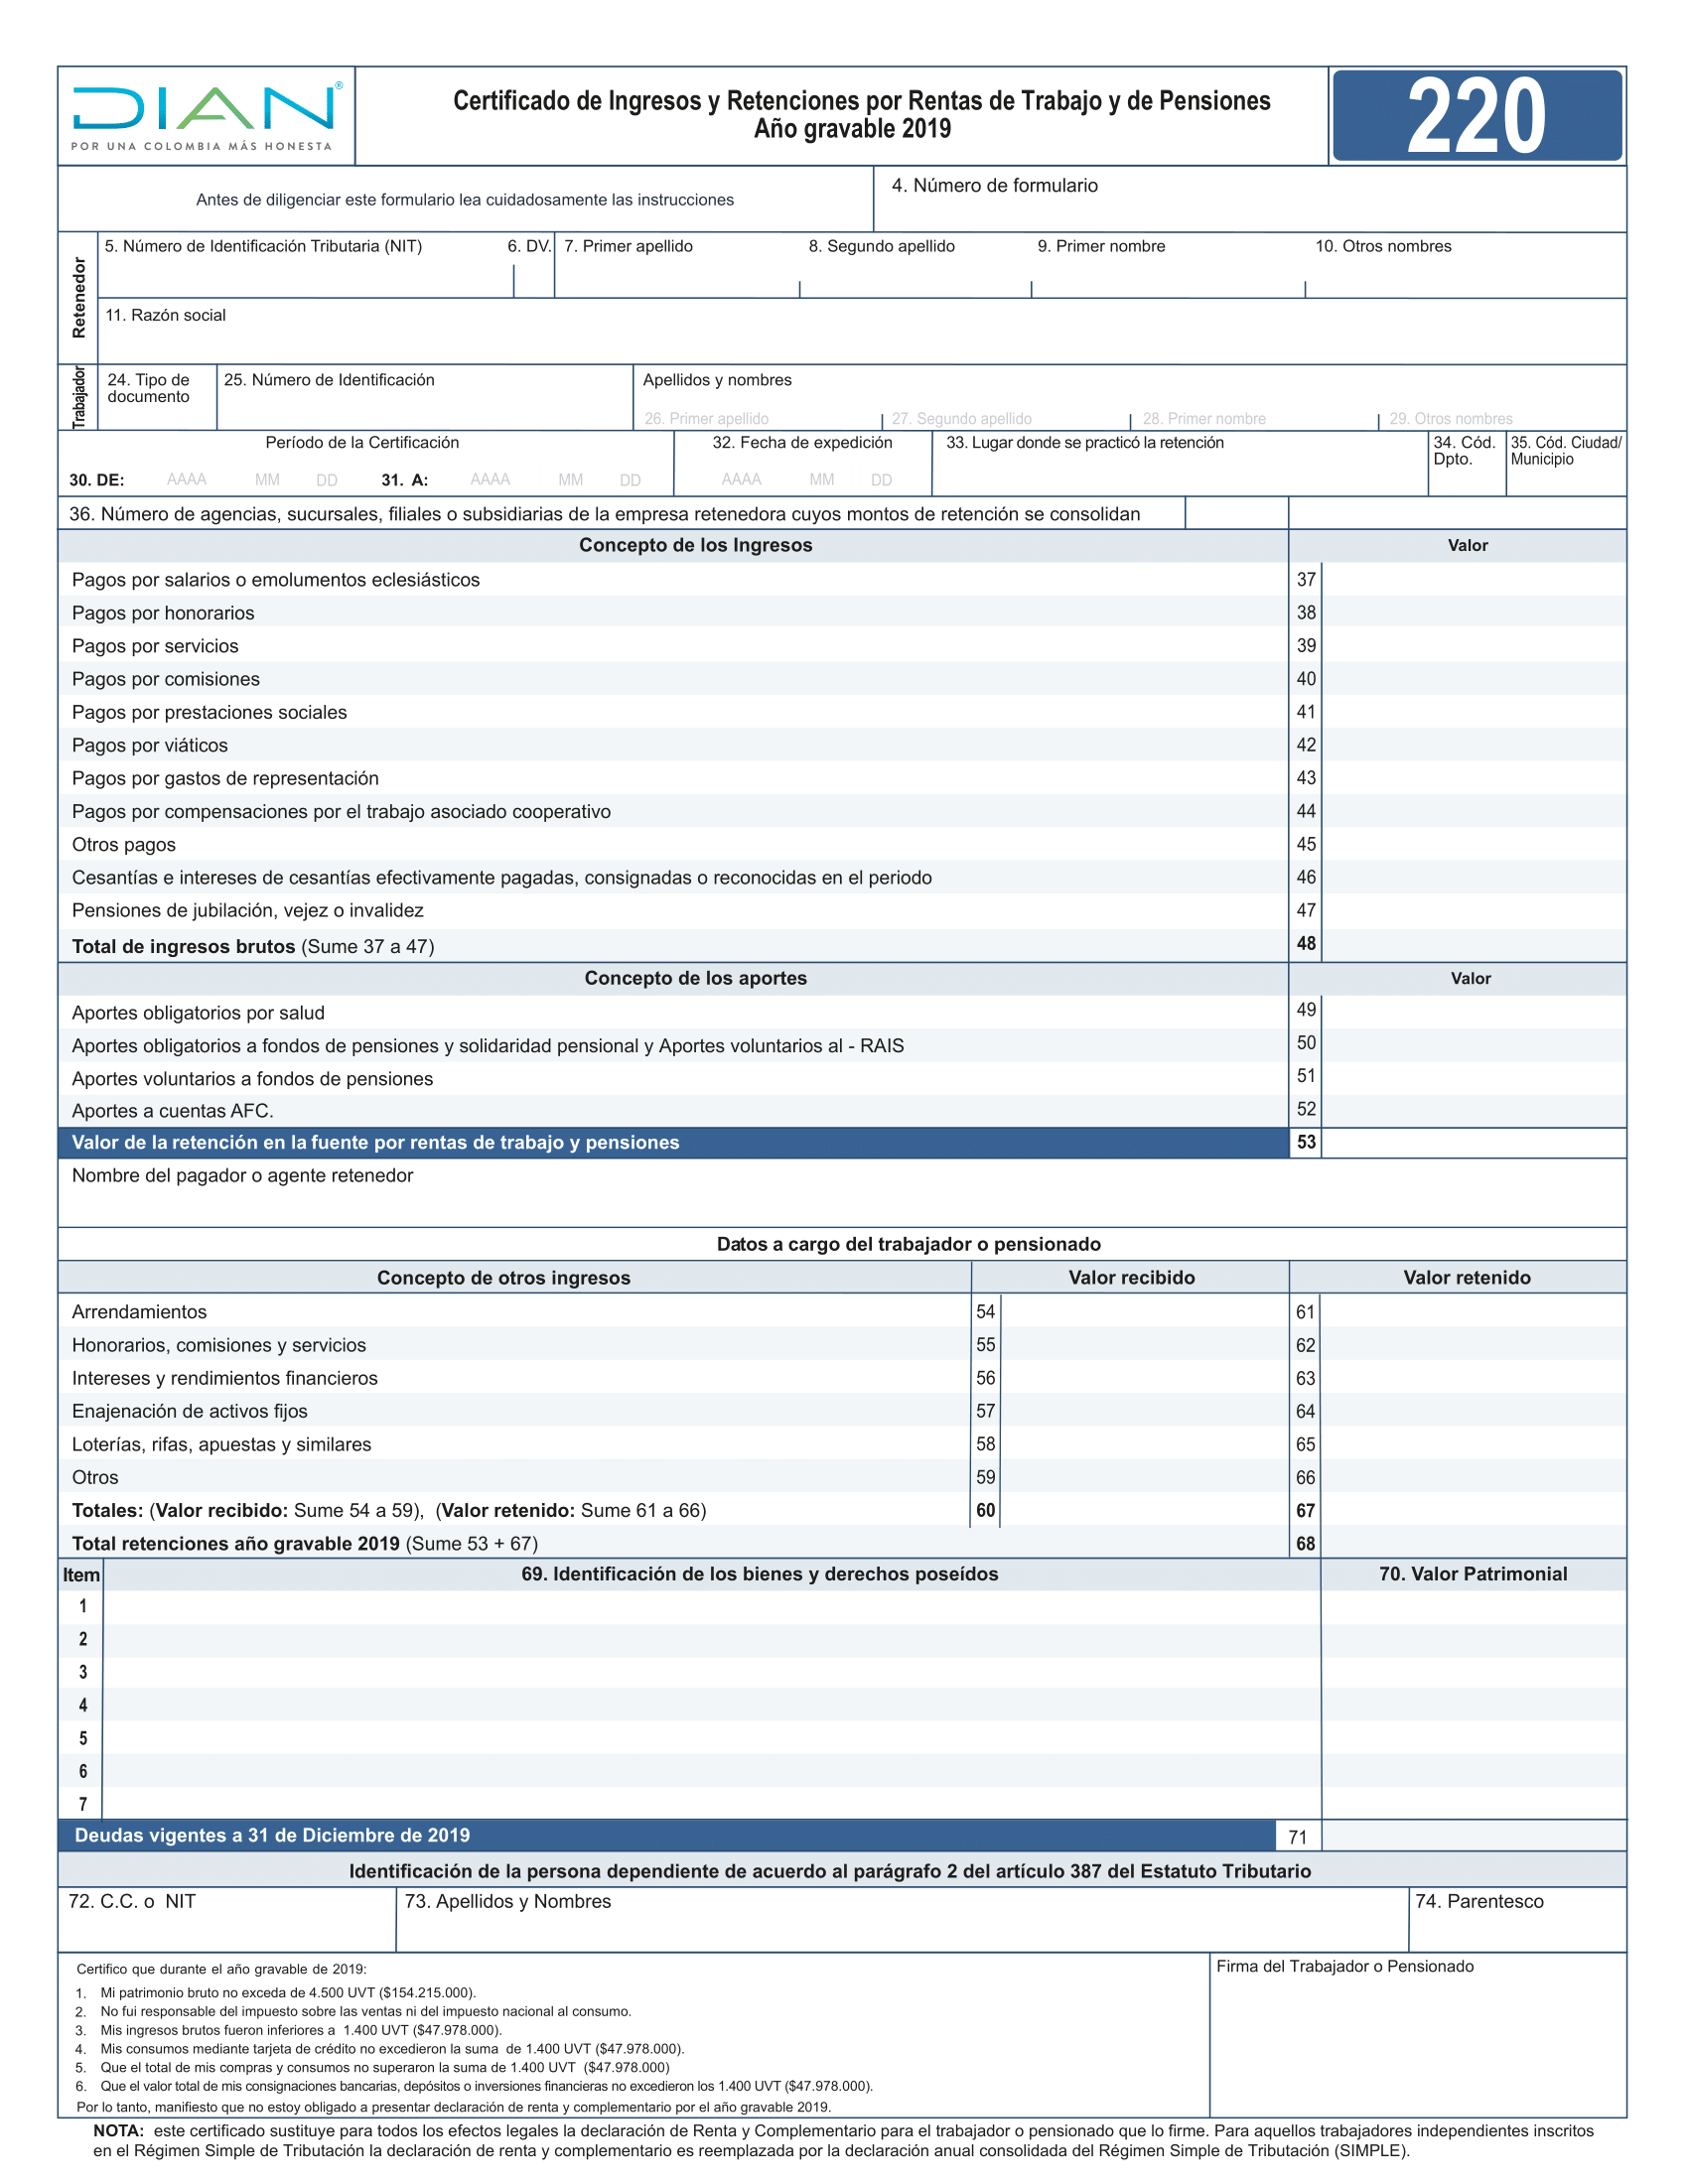 DIAN®
POR UNA COLOMBIA MÁS HONESTA
Certificado de Ingresos y Retenciones por Rentas de Trabajo y de Pensiones
Año gravable 2019
220
Antes de diligenciar este formulario lea cuidadosamente las instrucciones
4. Número de formulario
Retenedor
5. Número de Identificación Tributaria (NIT) 6. DV. 7. Primer apellido 8. Segundo apellido 9. Primer nombre 10. Otros nombres
11. Razón social
Trabajador
24. Tipo de documento 25. Número de Identificación Apellidos y nombres
26. Primer apellido 27. Segundo apellido 28. Primer nombre 29. Otros nombres
Período de la Certificación 32. Fecha de expedición 33. Lugar donde se practicó la retención 34. Cód. Dpto. 35. Cód. Ciudad/ Municipio
30. DE: AAAA MM DD 31. A: AAAA MM DD AAAA MM DD
36. Número de agencias, sucursales, filiales o subsidiarias de la empresa retenedora cuyos montos de retención se consolidan
Concepto de los Ingresos Valor
Pagos por salarios o emolumentos eclesiásticos 37
Pagos por honorarios 38
Pagos por servicios 39
Pagos por comisiones 40
Pagos por prestaciones sociales 41
Pagos por viáticos 42
Pagos por gastos de representación 43
Pagos por compensaciones por el trabajo asociado cooperativo 44
Otros pagos 45
Cesantías e intereses de cesantías efectivamente pagadas, consignadas o reconocidas en el periodo 46
Pensiones de jubilación, vejez o invalidez 47
Total de ingresos brutos (Sume 37 a 47) 48
Concepto de los aportes Valor
Aportes obligatorios por salud 49
Aportes obligatorios a fondos de pensiones y solidaridad pensional y Aportes voluntarios al - RAIS 50
Aportes voluntarios a fondos de pensiones 51
Aportes a cuentas AFC. 52
Valor de la retención en la fuente por rentas de trabajo y pensiones 53
Nombre del pagador o agente retenedor
Datos a cargo del trabajador o pensionado
Concepto de otros ingresos Valor recibido Valor retenido
Arrendamientos 54 61
Honorarios, comisiones y servicios 55 62
Intereses y rendimientos financieros 56 63
Enajenación de activos fijos 57 64
Loterías, rifas, apuestas y similares 58 65
Otros 59 66
Totales: (Valor recibido: Sume 54 a 59), (Valor retenido: Sume 61 a 66) 60 67
Total retenciones año gravable 2019 (Sume 53 + 67) 68
Item 69. Identificación de los bienes y derechos poseídos 70. Valor Patrimonial
1
2
3
4
5
6
7
Deudas vigentes a 31 de Diciembre de 2019 71
Identificación de la persona dependiente de acuerdo al parágrafo 2 del artículo 387 del Estatuto Tributario
72. C.C. o NIT 73. Apellidos y Nombres 74. Parentesco
Certifico que durante el año gravable de 2019:
1. Mi patrimonio bruto no exceda de 4.500 UVT ($154.215.000).
2. No fui responsable del impuesto sobre las ventas ni del impuesto nacional al consumo.
3. Mis ingresos brutos fueron inferiores a 1.400 UVT ($47.978.000).
4. Mis consumos mediante tarjeta de crédito no excedieron la suma de 1.400 UVT ($47.978.000).
5. Que el total de mis compras y consumos no superaron la suma de 1.400 UVT ($47.978.000)
6. Que el valor total de mis consignaciones bancarias, depósitos o inversiones financieras no excedieron los 1.400 UVT ($47.978.000).
Por lo tanto, manifiesto que no estoy obligado a presentar declaración de renta y complementario por el año gravable 2019.
Firma del Trabajador o Pensionado
NOTA: este certificado sustituye para todos los efectos legales la declaración de Renta y Complementario para el trabajador o pensionado que lo firme. Para aquellos trabajadores independientes inscritos
en el Régimen Simple de Tributación la declaración de renta y complementario es reemplazada por la declaración anual consolidada del Régimen Simple de Tributación (SIMPLE).